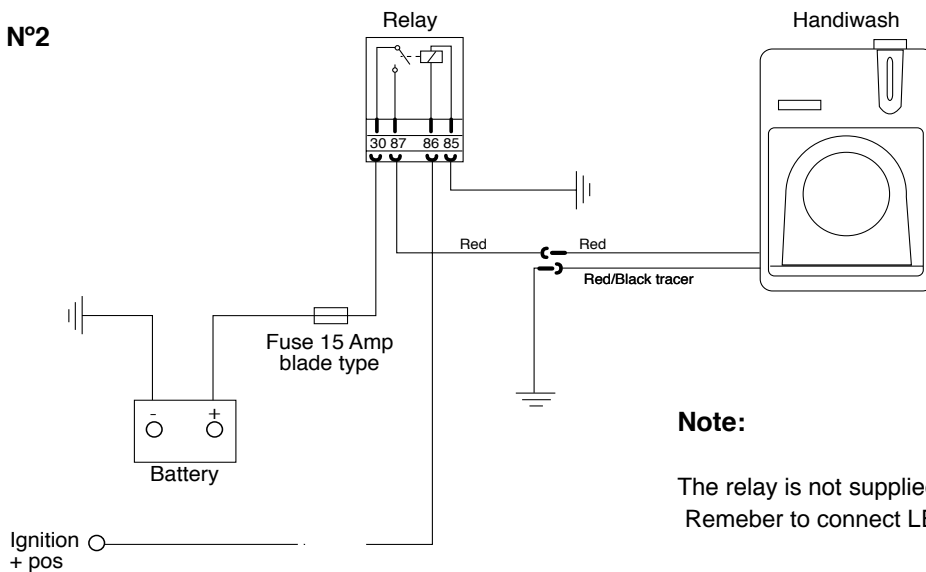 Nº2
Relay
Handiwash
30 87 86 85
Red
Red
Red/Black tracer
Fuse 15 Amp
blade type
- +
Battery
Note:
The relay is not supplied
Remeber to connect
Ignition
+ pos